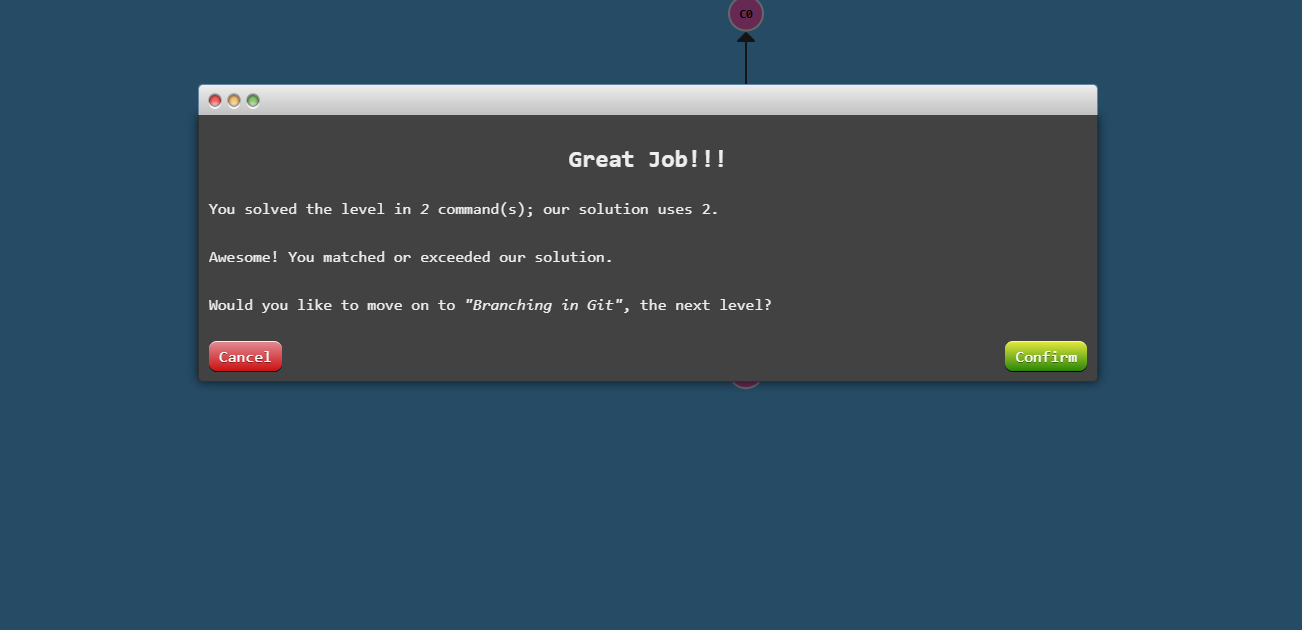 C0
Great Job!!!
You solved the level in 2 command(s); our solution uses 2.
Awesome! You matched or exceeded our solution.
Would you like to move on to "Branching in Git", the next level?
Cancel
Confirm